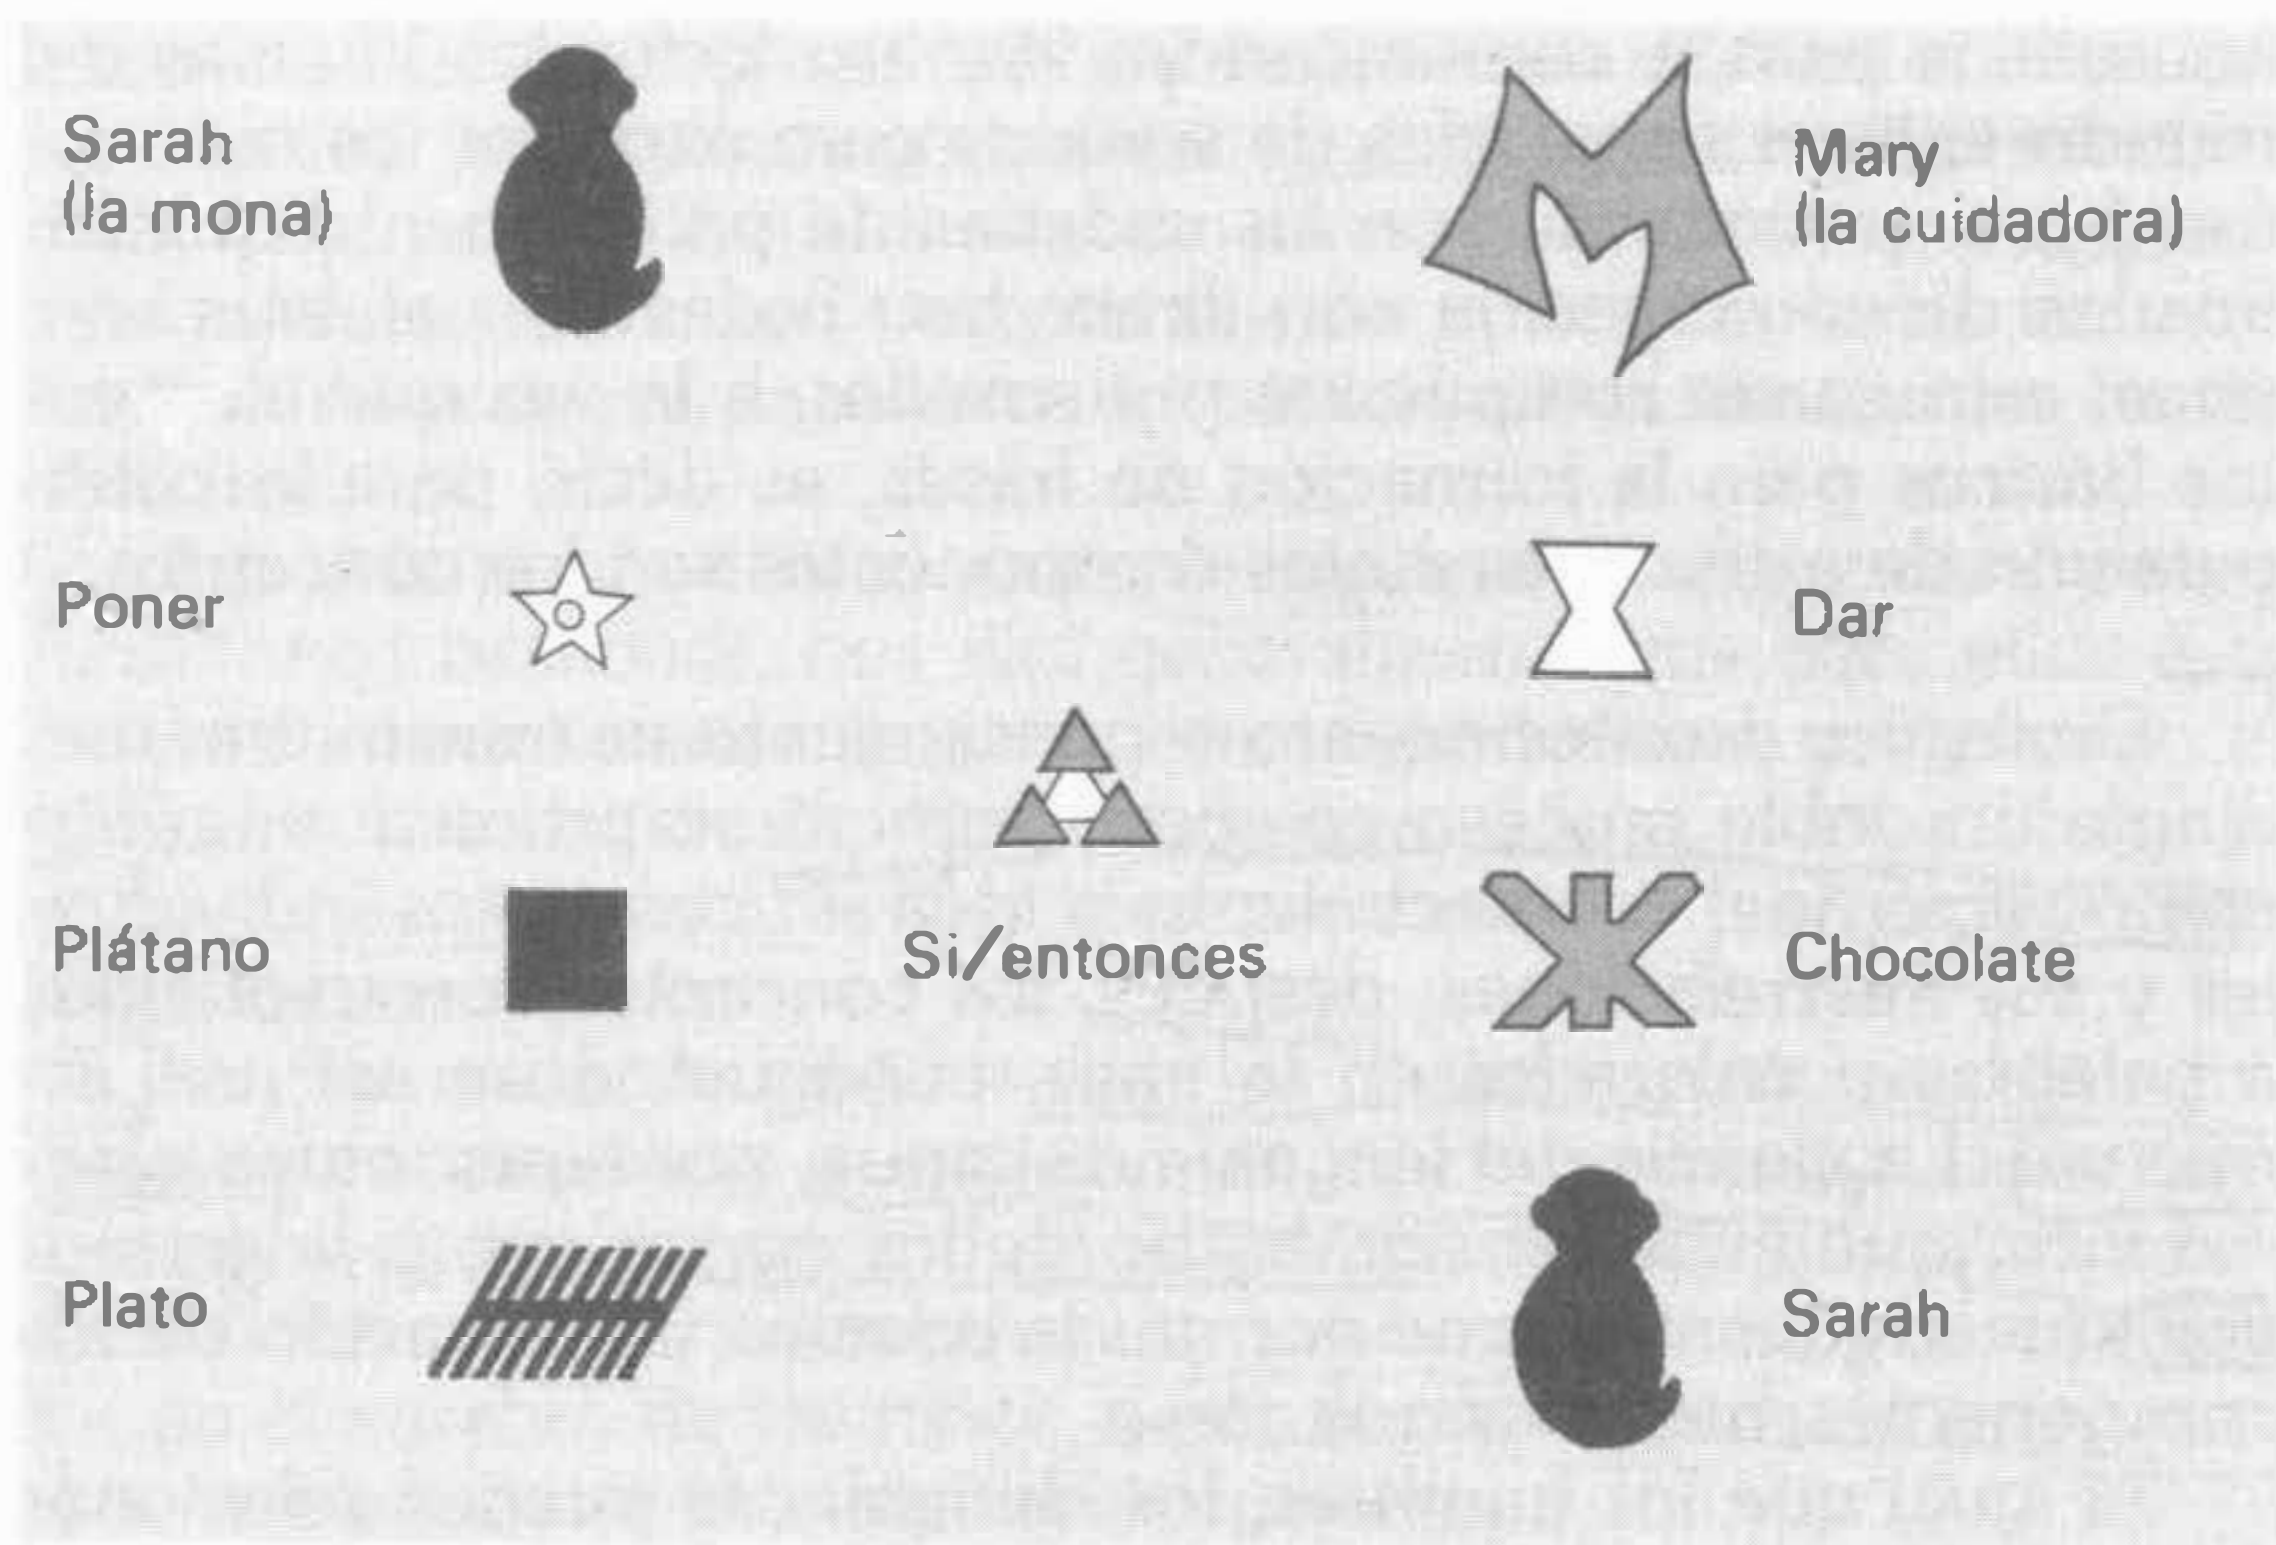 Sarah
(la mona)
Mary
(la cuidadora)
Poner
Dar
Plátano
Si/entonces
Chocolate
Plato
Sarah